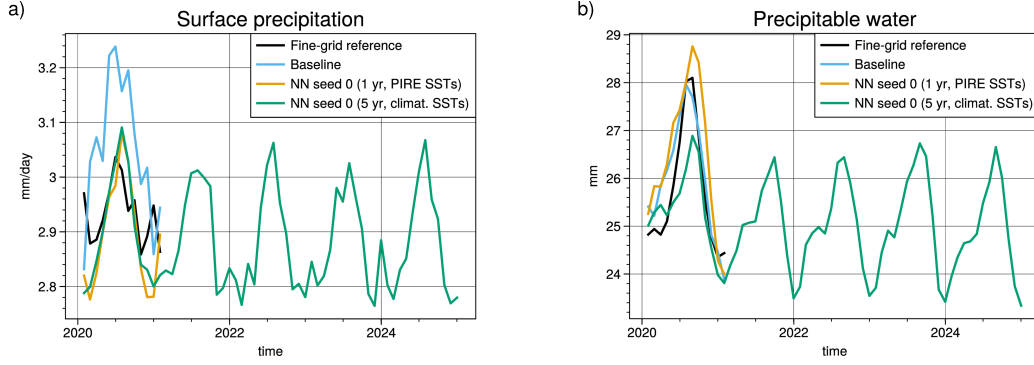 a)
Surface precipitation
Fine-grid reference
Baseline
NN seed 0 (1 yr, PIRE SSTs)
NN seed 0 (5 yr, climat. SSTs)
3.2
3.1
3
2.9
2.8
mm/day
2020
2022
2024
time
b)
Precipitable water
Fine-grid reference
Baseline
NN seed 0 (1 yr, PIRE SSTs)
NN seed 0 (5 yr, climat. SSTs)
29
28
27
26
25
24
mm
2020
2022
2024
time